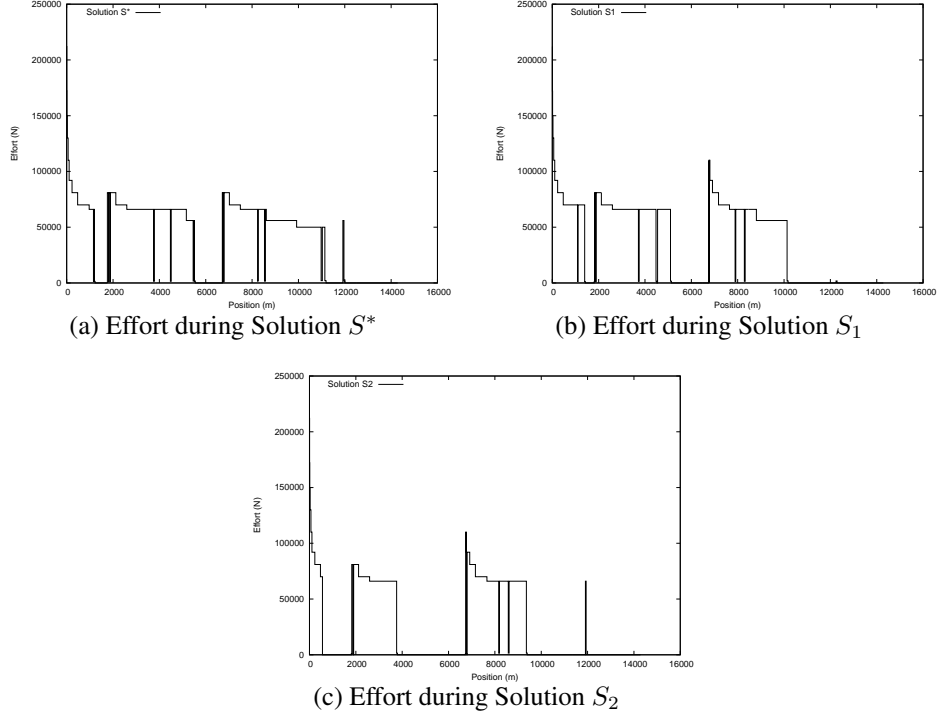 250000
Solution S*
200000
150000
Effort (N)
100000
50000
0
0 2000 4000 6000 8000 10000 12000 14000 16000
Position (m)
(a) Effort during Solution S*
250000
Solution S1
200000
150000
Effort (N)
100000
50000
0
0 2000 4000 6000 8000 10000 12000 14000 16000
Position (m)
(b) Effort during Solution S₁
250000
Solution S2
200000
150000
Effort (N)
100000
50000
0
0 2000 4000 6000 8000 10000 12000 14000 16000
Position (m)
(c) Effort during Solution S₂